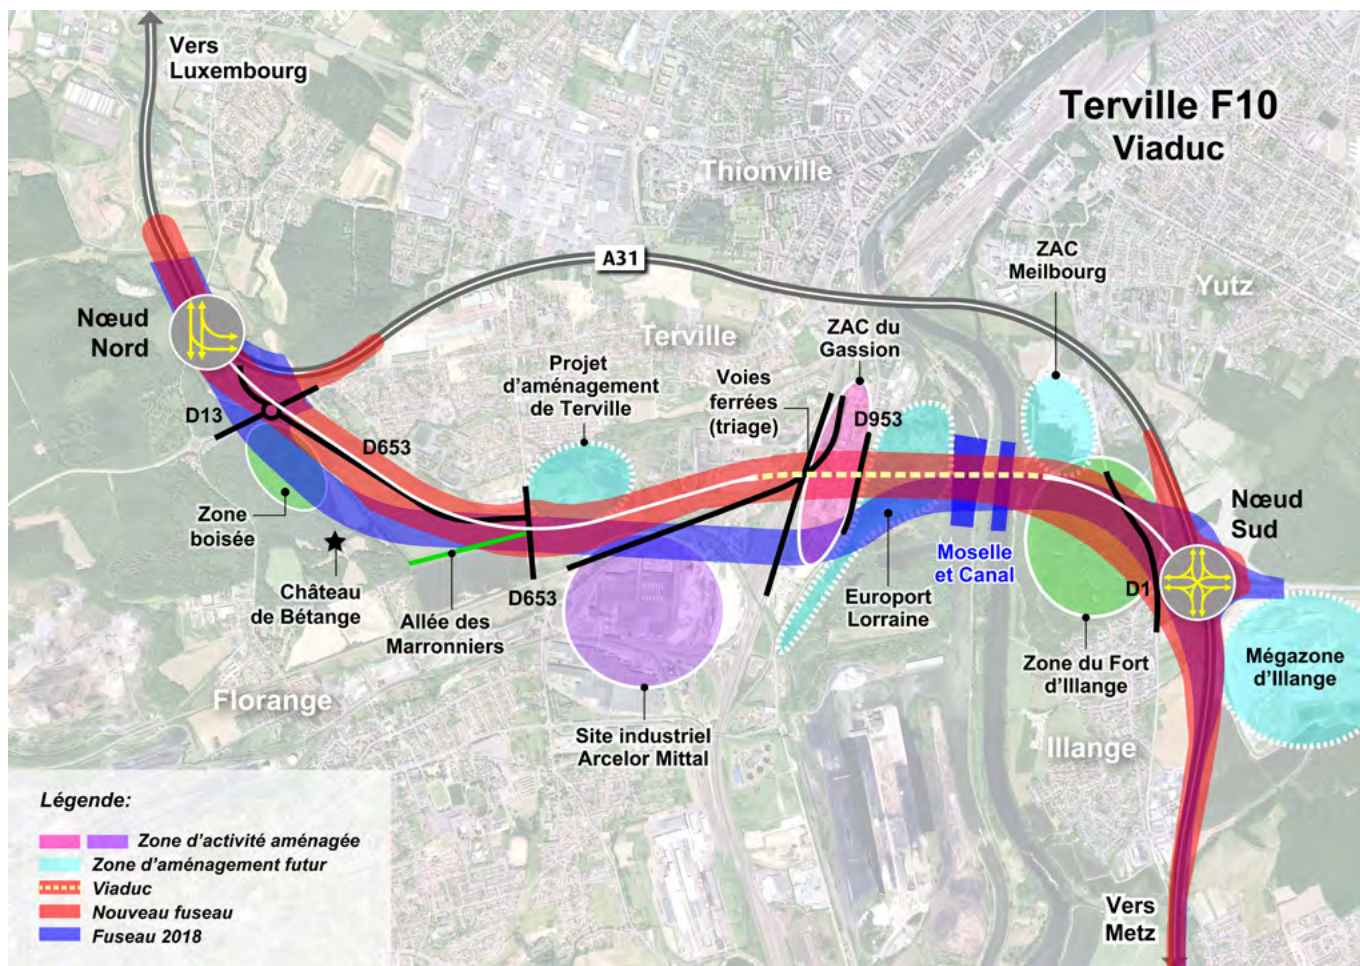 Vers
Luxembourg
Terville F10
Viaduc
Thionville
A31
ZAC
Meilbourg
Yutz
Nœud
Nord
Terville
ZAC du
Gassion
Projet
d'aménagement
de Terville
Voies
ferrées
(triage)
D13
D653
D953
Zone
boisée
Nœud
Sud
Château
de Bétange
D653
Allée des
Marronniers
Europort
Lorraine
Moselle
et Canal
D1
Zone du Fort
d'Illange
Mégazone
d'Illange
Florange
Site industriel
Arcelor Mittal
Illange
Légende:
Zone d'activité aménagée
Zone d'aménagement futur
Viaduc
Nouveau fuseau
Fuseau 2018
Vers
Metz